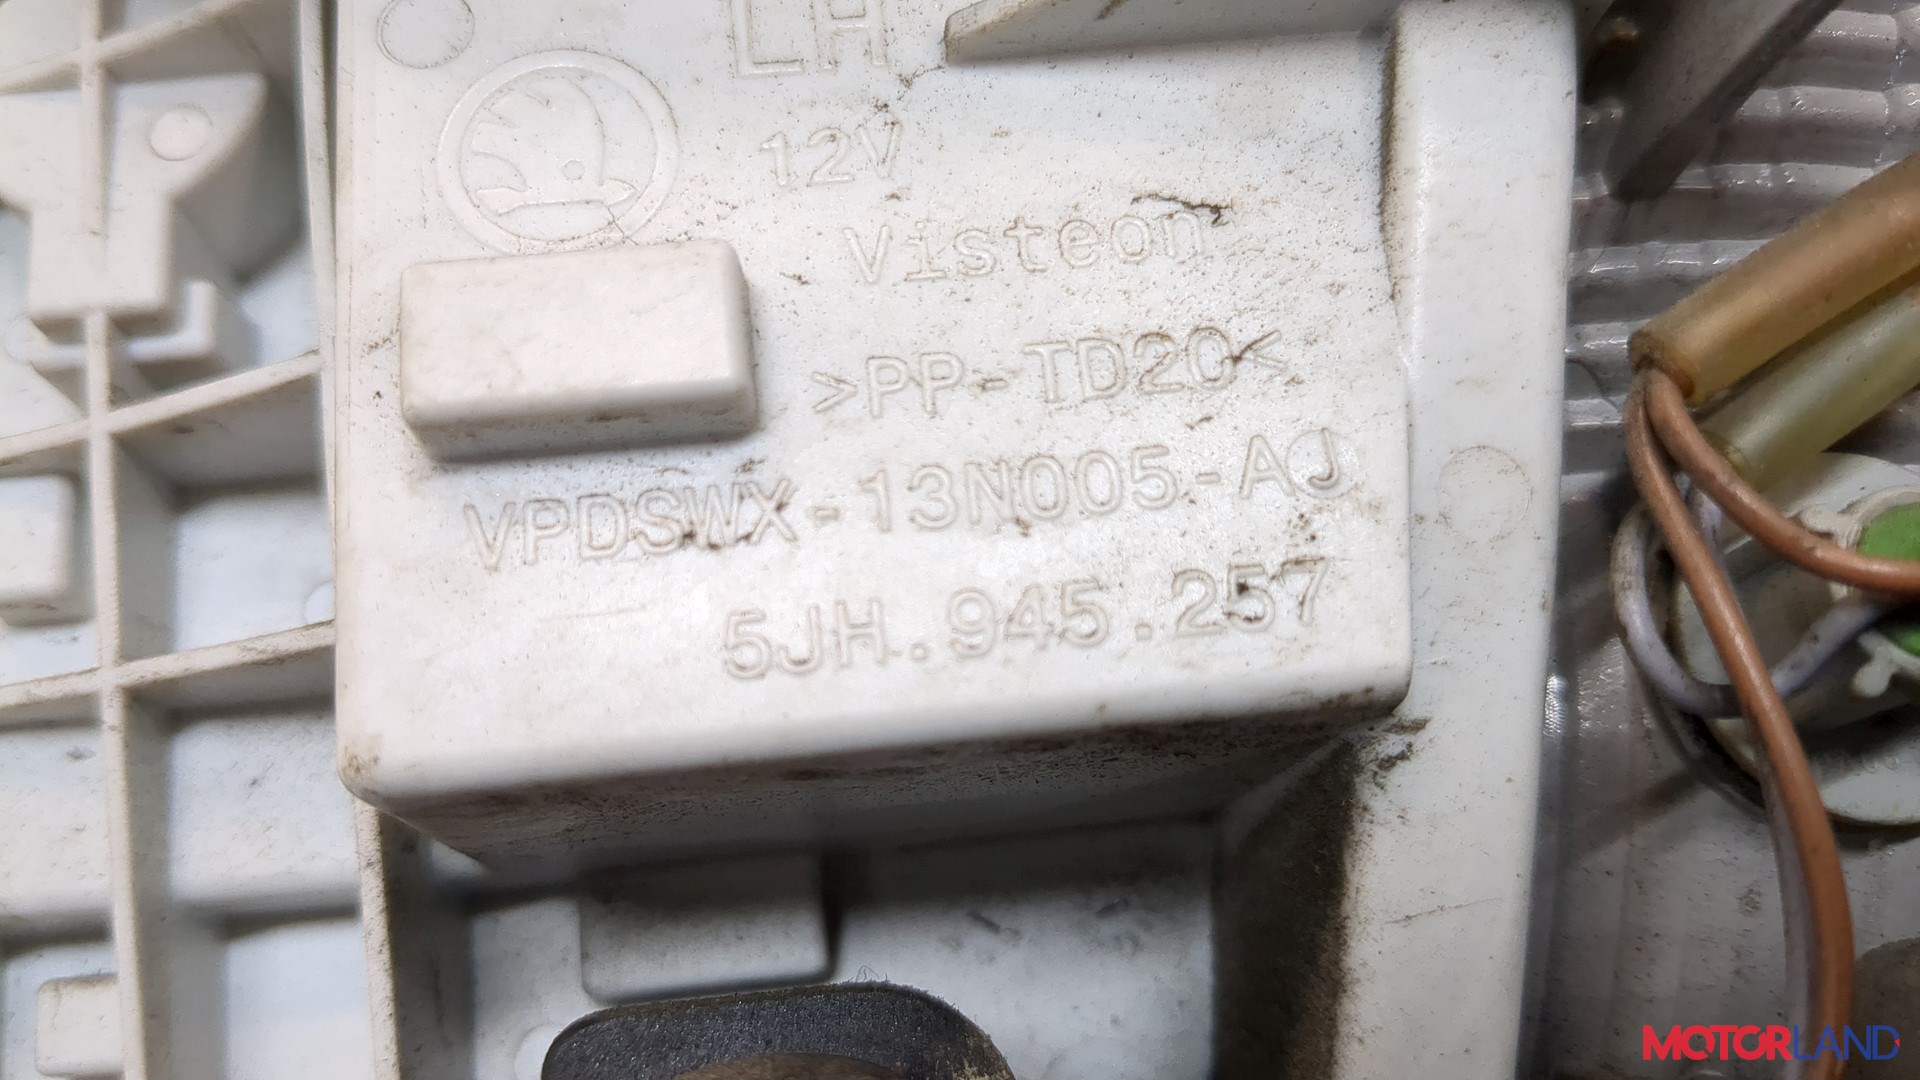 LH
12V
Visteon
>PP-TD20<
VPDSWX-13N005-AJ
5JH.945.257
MOTORLAND